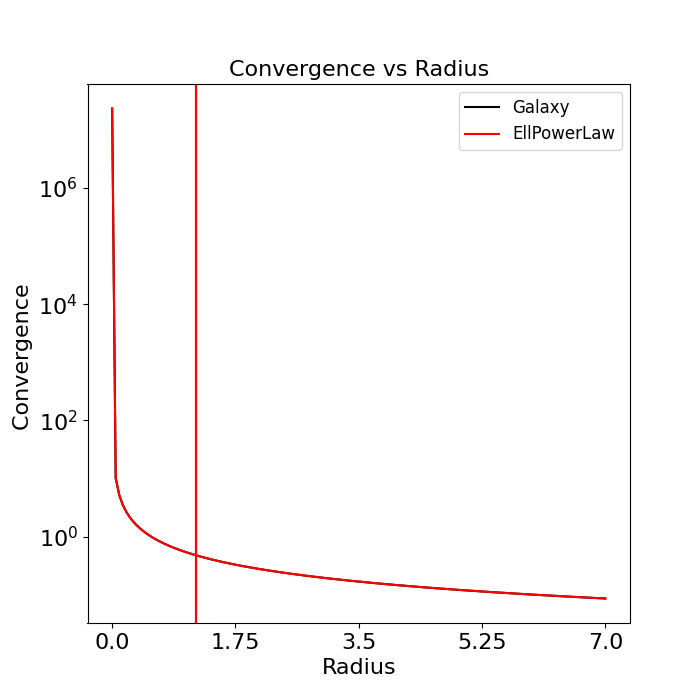 Convergence vs Radius
Galaxy
EllPowerLaw
Convergence
10^6
10^4
10^2
10^0
0.0 1.75 3.5 5.25 7.0
Radius